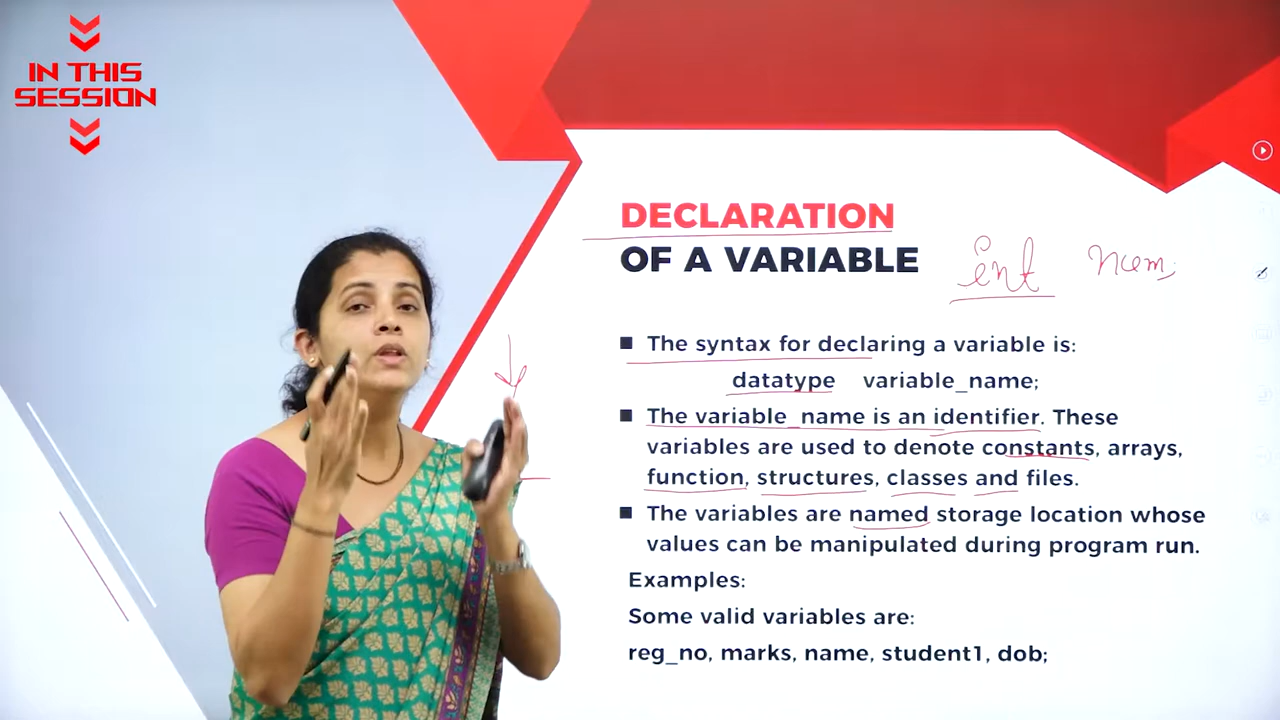 IN THIS
SESSION
DECLARATION
OF A VARIABLE
int num;
The syntax for declaring a variable is:
datatype variable_name;
The variable_name is an identifier. These
variables are used to denote constants, arrays,
function, structures, classes and files.
The variables are named storage location whose
values can be manipulated during program run.
Examples:
Some valid variables are:
reg_no, marks, name, student1, dob;